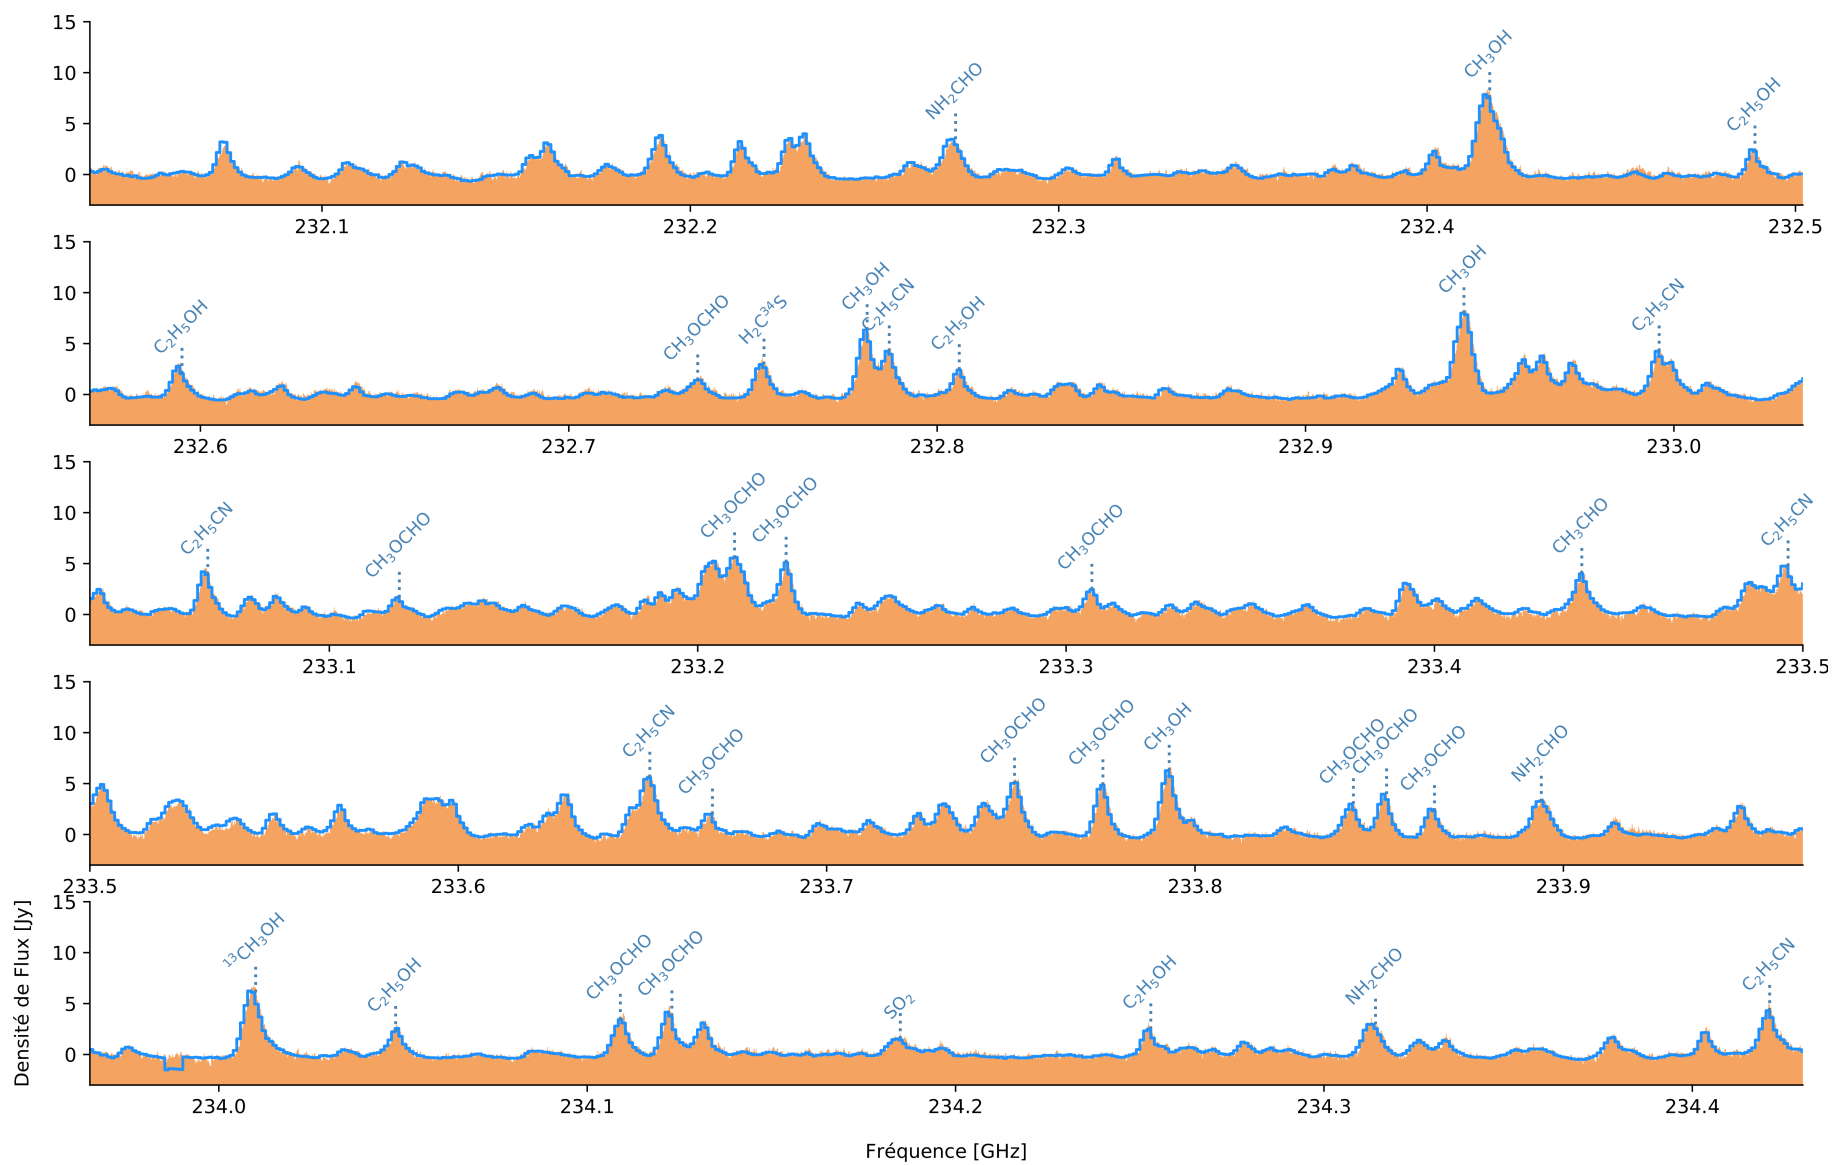 15
10
5
0
NH₂CHO
CH₃OH
C₂H₅OH
232.1
232.2
232.3
232.4
232.5
15
10
5
0
C₂H₅OH
CH₃OCHO
H₂C³⁴S
CH₃OH
C₂H₅CN
C₂H₅OH
CH₃OH
C₂H₅CN
232.6
232.7
232.8
232.9
233.0
15
10
5
0
C₂H₅CN
CH₃OCHO
CH₃OCHO
CH₃OCHO
CH₃OCHO
CH₃CHO
C₂H₅CN
233.1
233.2
233.3
233.4
233.5
15
10
5
0
C₂H₅CN
CH₃OCHO
CH₃OCHO
CH₃OCHO
CH₃OH
CH₃OCHO
CH₃OCHO
CH₃OCHO
NH₂CHO
233.5
233.6
233.7
233.8
233.9
15
10
5
0
¹³CH₃OH
C₂H₅OH
CH₃OCHO
CH₃OCHO
SO₂
C₂H₅OH
NH₂CHO
C₂H₅CN
234.0
234.1
234.2
234.3
234.4
Densité de Flux [Jy]
Fréquence [GHz]